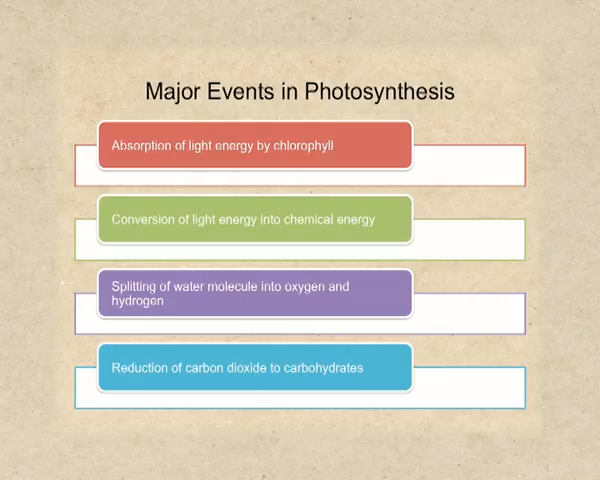 Major Events in Photosynthesis
Absorption of light energy by chlorophyll
Conversion of light energy into chemical energy
Splitting of water molecule into oxygen and
hydrogen
Reduction of carbon dioxide to carbohydrates